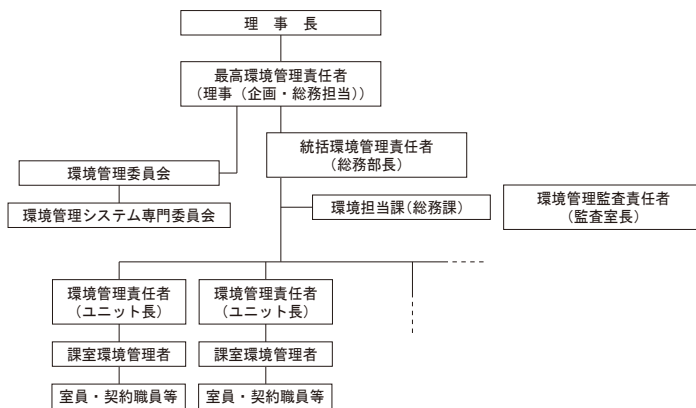 理　事　長
最高環境管理責任者
（理事（企画・総務担当））
統括環境管理責任者
（総務部長）
環境管理委員会
環境管理システム専門委員会
環境担当課(総務課)
環境管理監査責任者
（監査室長）
環境管理責任者
（ユニット長）
環境管理責任者
（ユニット長）
課室環境管理者
課室環境管理者
室員・契約職員等
室員・契約職員等